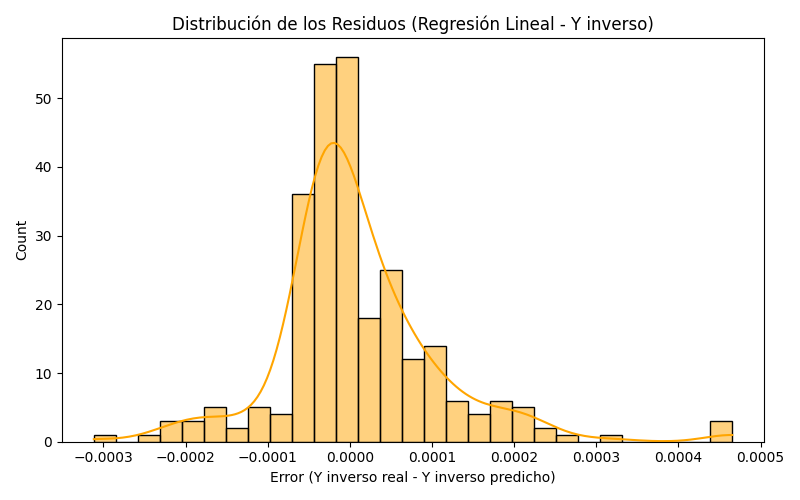 Distribución de los Residuos (Regresión Lineal - Y inverso)
Count
50
40
30
20
10
0
−0.0003 −0.0002 −0.0001 0.0000 0.0001 0.0002 0.0003 0.0004 0.0005
Error (Y inverso real - Y inverso predicho)